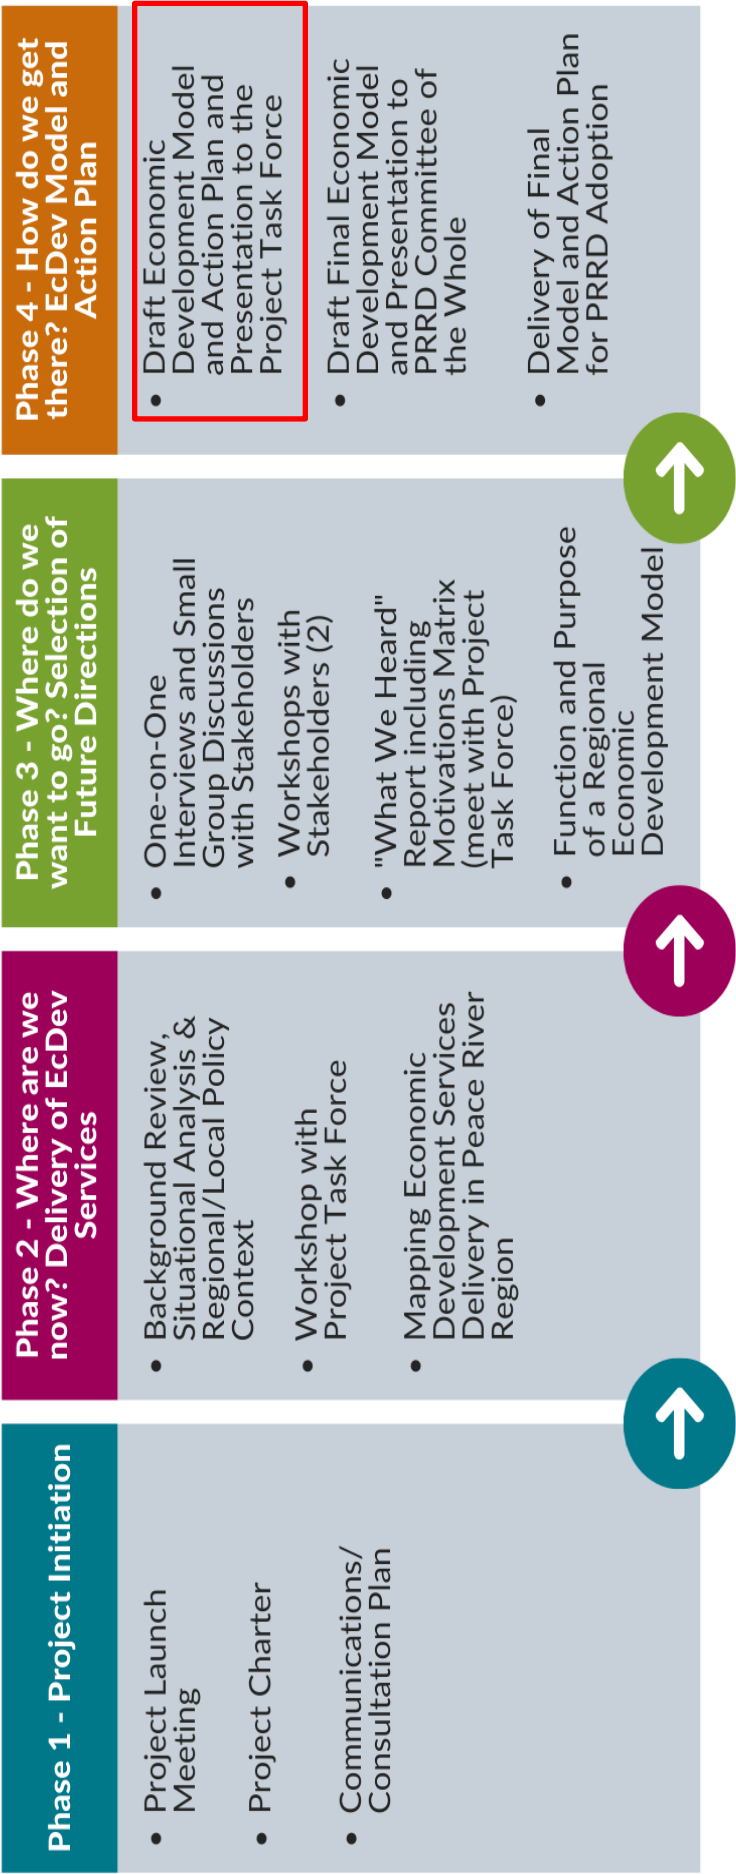 Phase 1 - Project Initiation
• Project Launch
Meeting
• Project Charter
• Communications/
Consultation Plan
Phase 2 - Where are we
now? Delivery of EcDev
Services
• Background Review,
Situational Analysis &
Regional/Local Policy
Context
• Workshop with
Project Task Force
• Mapping Economic
Development Services
Delivery in Peace River
Region
Phase 3 - Where do we
want to go? Selection of
Future Directions
• One-on-One
Interviews and Small
Group Discussions
with Stakeholders
• Workshops with
Stakeholders (2)
• "What We Heard"
Report including
Motivations Matrix
(meet with Project
Task Force)
• Function and Purpose
of a Regional
Economic
Development Model
Phase 4 - How do we get
there? EcDev Model and
Action Plan
• Draft Economic
Development Model
and Action Plan and
Presentation to the
Project Task Force
• Draft Final Economic
Development Model
and Presentation to
PRRD Committee of
the Whole
• Delivery of Final
Model and Action Plan
for PRRD Adoption